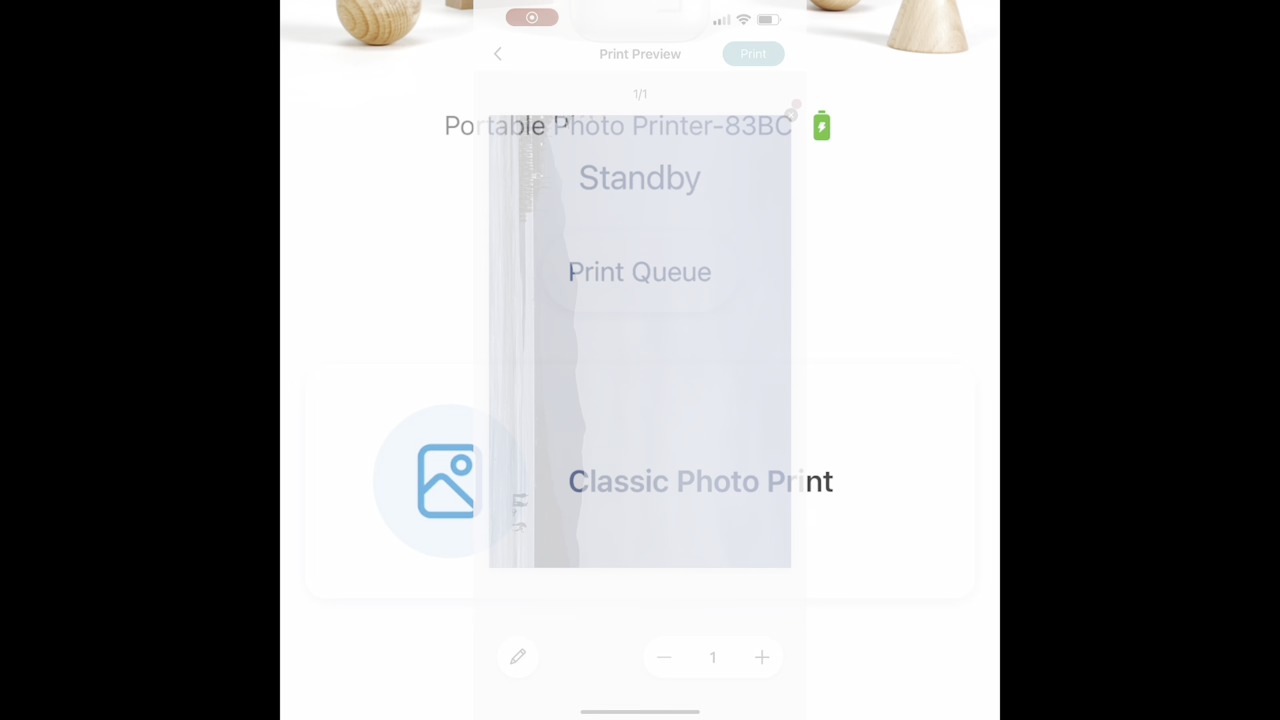 Print Preview
Print
1/1
Portable Photo Printer-83BC
Standby
Print Queue
Classic Photo Print
1